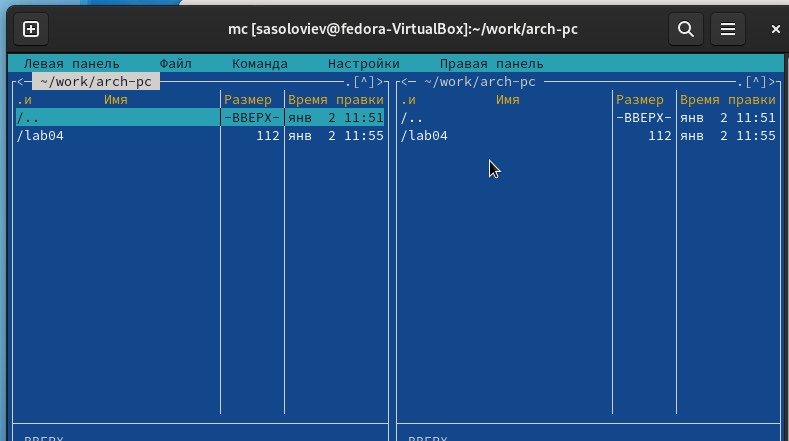 mc [sasoloviev@fedora-VirtualBox]:~/work/arch-pc
Левая панель Файл Команда Настройки Правая панель
<— ~/work/arch-pc .[^]> <— ~/work/arch-pc .[^]>
.и Имя Размер Время правки .и Имя Размер Время правки
/.. -ВВЕРХ- янв 2 11:51 /.. -ВВЕРХ- янв 2 11:51
/lab04 112 янв 2 11:55 /lab04 112 янв 2 11:55
-ВВЕРХ- -ВВЕРХ-